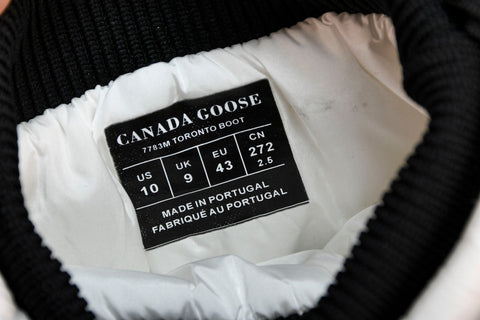 CANADA GOOSE
7783M TORONTO BOOT
US UK EU CN
10 9 43 272
2.5
MADE IN PORTUGAL
FABRIQUÉ AU PORTUGAL